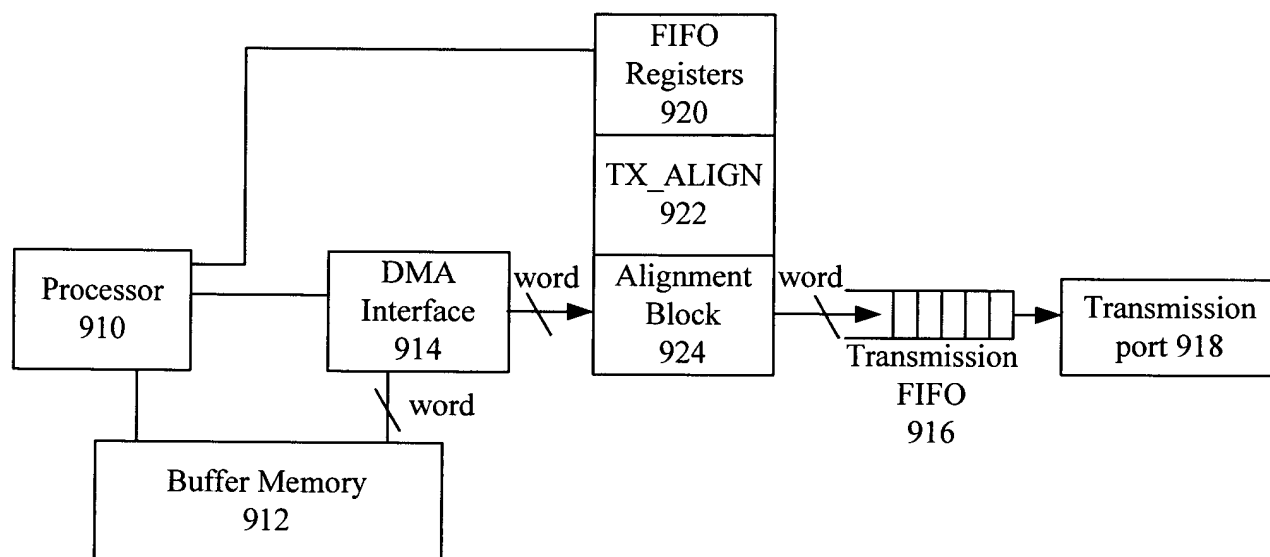 FIFO
Registers
920
TX_ALIGN
922
Processor
910
DMA
Interface
914
word
Alignment
Block
924
word
Transmission
FIFO
916
Transmission
port 918
word
Buffer Memory
912